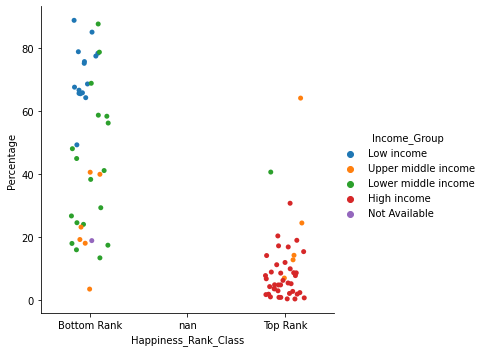 80
60
40
20
0
Percentage
Bottom Rank
nan
Top Rank
Happiness_Rank_Class
Income_Group
Low income
Upper middle income
Lower middle income
High income
Not Available